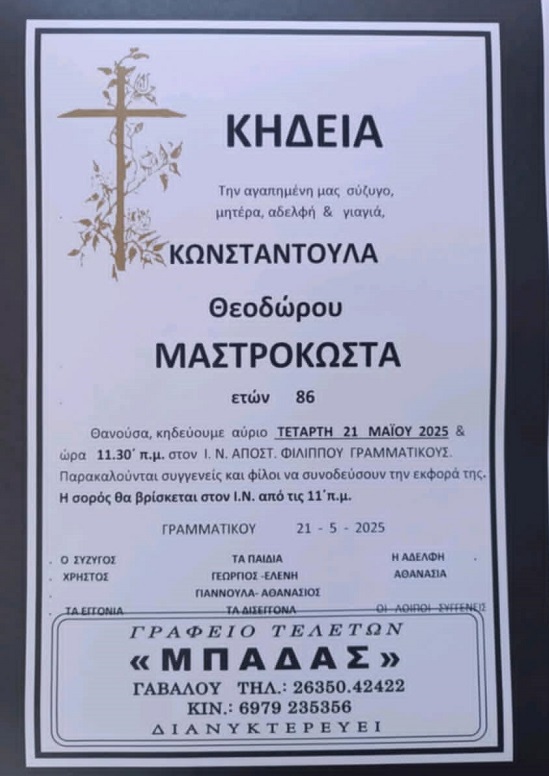 ΚΗΔΕΙΑ
Την αγαπημένη μας σύζυγο,
μητέρα, αδελφή & γιαγιά,
ΚΩΝΣΤΑΝΤΟΥΛΑ
Θεοδώρου
ΜΑΣΤΡΟΚΩΣΤΑ
ετών 86
Θανούσα, κηδεύουμε αύριο ΤΕΤΑΡΤΗ 21 ΜΑΪΟΥ 2025 &
ώρα 11.30΄ π.μ. στον Ι. Ν. ΑΠΟΣΤ. ΦΙΛΙΠΠΟΥ ΓΡΑΜΜΑΤΙΚΟΥΣ.
Παρακαλούνται συγγενείς και φίλοι να συνοδεύσουν την εκφορά της.
Η σορός θα βρίσκεται στον Ι.Ν. από τις 11΄π.μ.
ΓΡΑΜΜΑΤΙΚΟΥ 21 - 5 - 2025
Ο ΣΥΖΥΓΟΣ ΤΑ ΠΑΙΔΙΑ Η ΑΔΕΛΦΗ
ΧΡΗΣΤΟΣ ΓΕΩΡΓΙΟΣ -ΕΛΕΝΗ ΑΘΑΝΑΣΙΑ
ΓΙΑΝΝΟΥΛΑ- ΑΘΑΝΑΣΙΟΣ
ΤΑ ΕΓΓΟΝΙΑ ΤΑ ΔΙΣΕΓΓΟΝΑ ΟΙ ΛΟΙΠΟΙ ΣΥΓΓΕΝΕΙΣ
ΓΡΑΦΕΙΟ ΤΕΛΕΤΩΝ
«ΜΠΑΔΑΣ»
ΓΑΒΑΛΟΥ ΤΗΛ.: 26350.42422
ΚΙΝ.: 6979 235356
ΔΙΑΝΥΚΤΕΡΕΥΕΙ